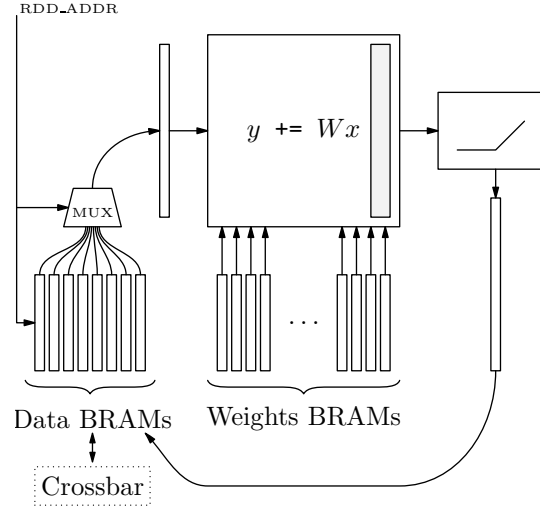 RDD_ADDR
y += Wx
MUX
. . .
Data BRAMs
Weights BRAMs
Crossbar